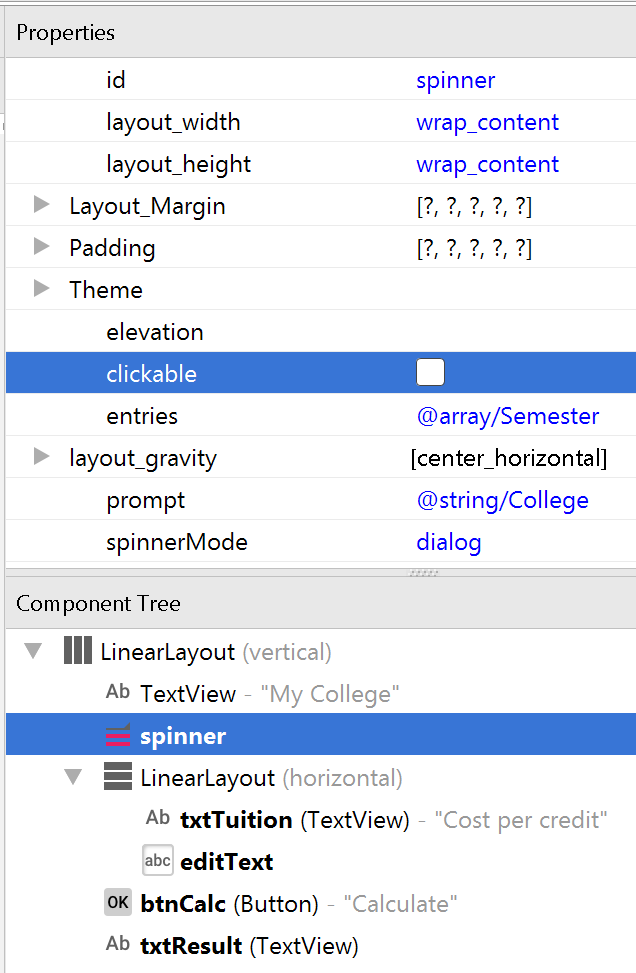 Properties
id spinner
layout_width wrap_content
layout_height wrap_content
Layout_Margin [?, ?, ?, ?, ?]
Padding [?, ?, ?, ?, ?]
Theme
elevation
clickable
entries @array/Semester
layout_gravity [center_horizontal]
prompt @string/College
spinnerMode dialog
Component Tree
LinearLayout (vertical)
Ab TextView - "My College"
spinner
LinearLayout (horizontal)
Ab txtTuition (TextView) - "Cost per credit"
abc editText
OK btnCalc (Button) - "Calculate"
Ab txtResult (TextView)